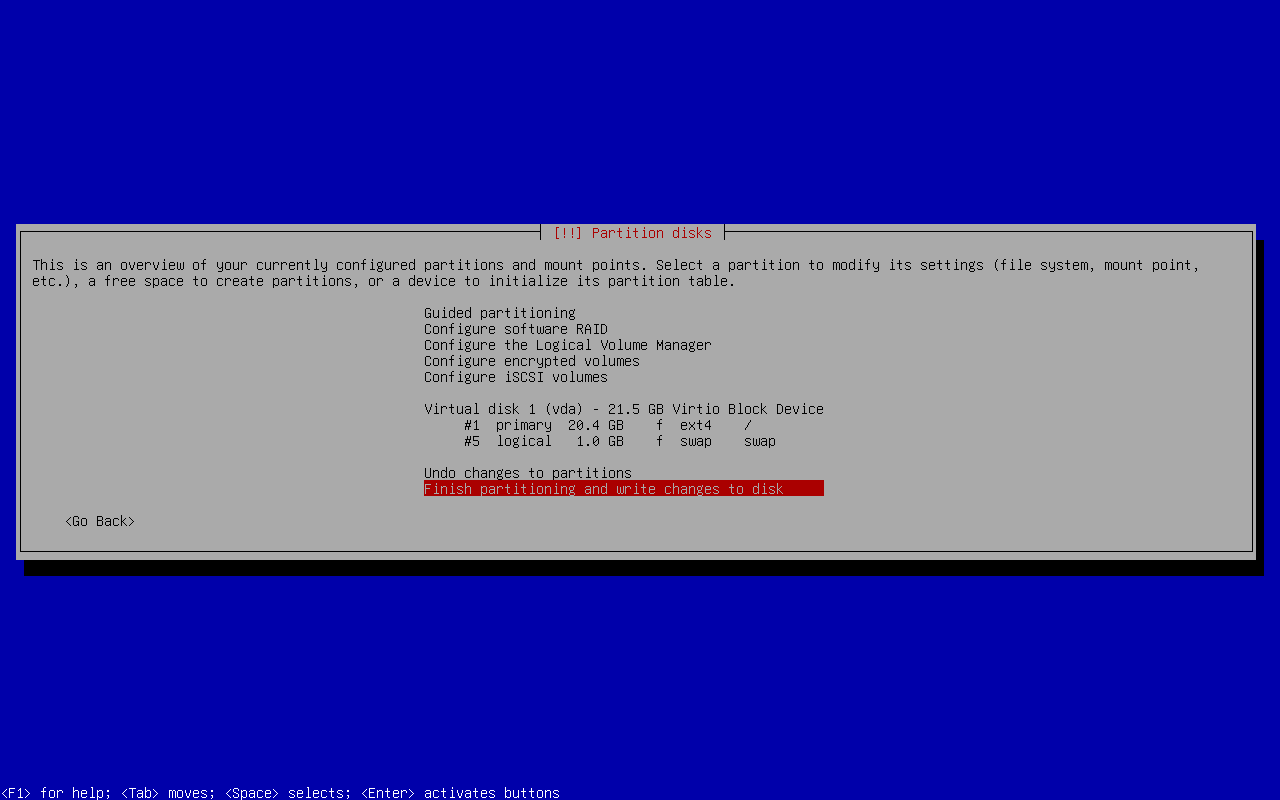 [!!] Partition disks
This is an overview of your currently configured partitions and mount points. Select a partition to modify its settings (file system, mount point,
etc.), a free space to create partitions, or a device to initialize its partition table.
Guided partitioning
Configure software RAID
Configure the Logical Volume Manager
Configure encrypted volumes
Configure iSCSI volumes
Virtual disk 1 (vda) - 21.5 GB Virtio Block Device
#1  primary  20.4 GB    f  ext4    /
#5  logical   1.0 GB    f  swap    swap
Undo changes to partitions
Finish partitioning and write changes to disk
<Go Back>
<F1> for help; <Tab> moves; <Space> selects; <Enter> activates buttons